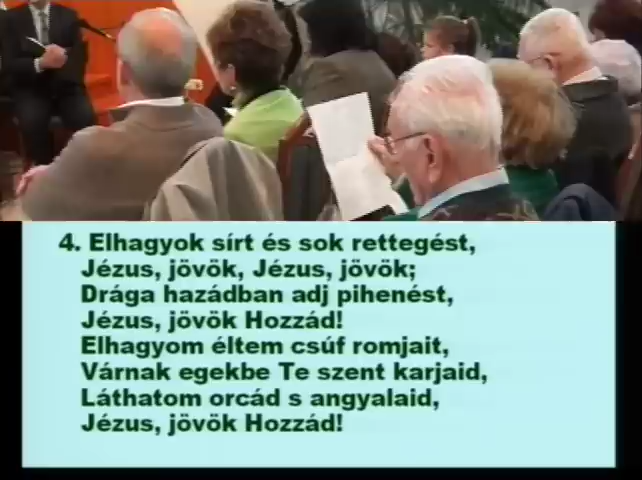 4. Elhagyok sírt és sok rettegést,
Jézus, jövök, Jézus, jövök;
Drága hazádban adj pihenést,
Jézus, jövök Hozzád!
Elhagyom éltem csúf romjait,
Várnak egekbe Te szent karjaid,
Láthatom orcád s angyalaid,
Jézus, jövök Hozzád!